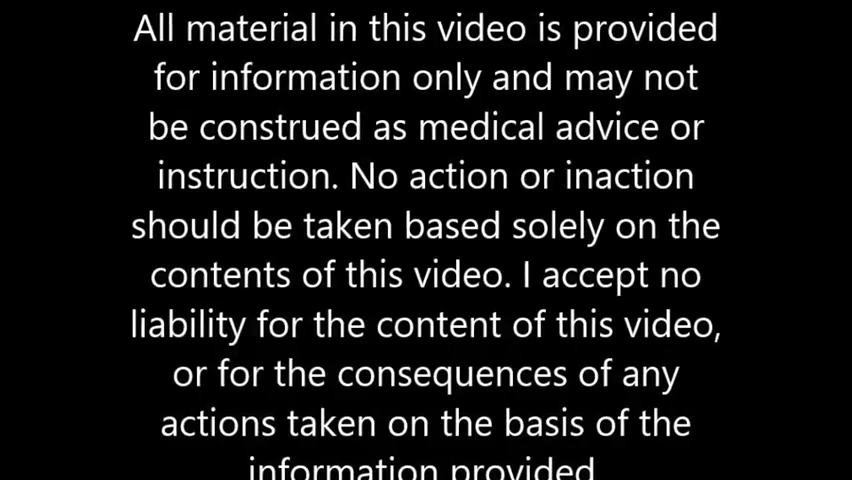 All material in this video is provided
for information only and may not
be construed as medical advice or
instruction. No action or inaction
should be taken based solely on the
contents of this video. I accept no
liability for the content of this video,
or for the consequences of any
actions taken on the basis of the
information provided